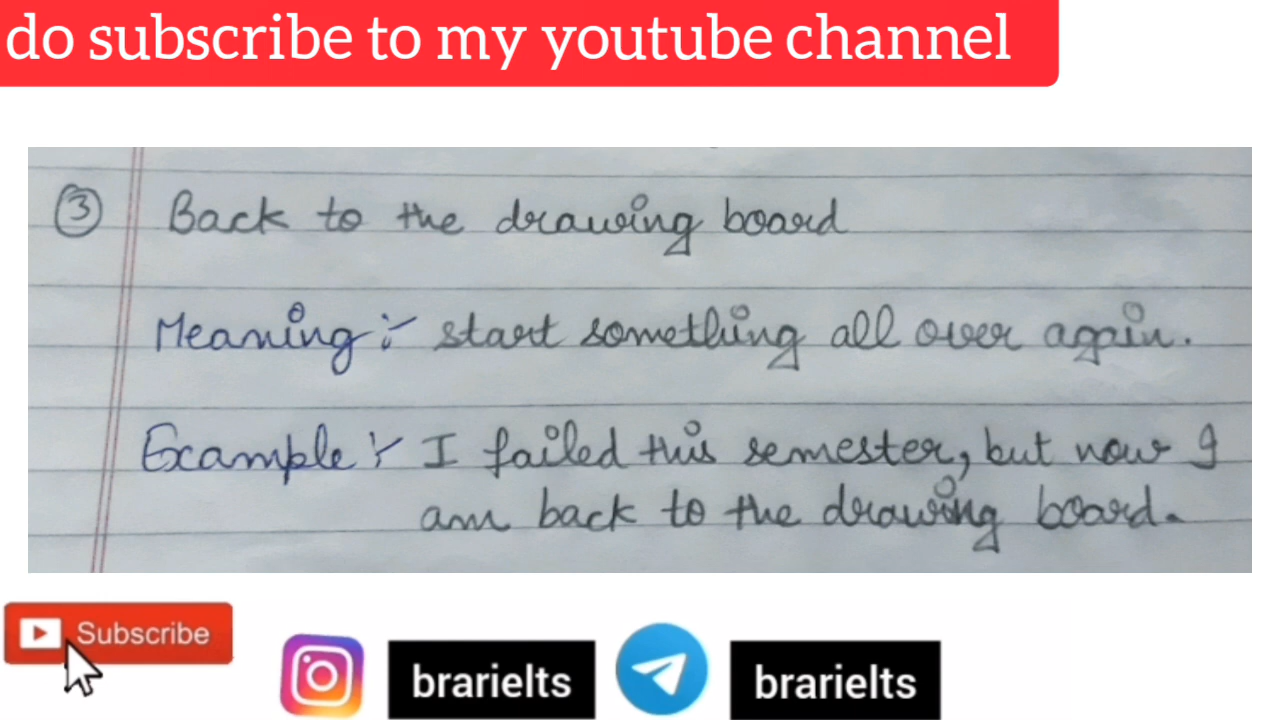 do subscribe to my youtube channel
③ Back to the drawing board
Meaning :- start something all over again.
Example :- I failed this semester, but now I
am back to the drawing board.
Subscribe
brarielts
brarielts